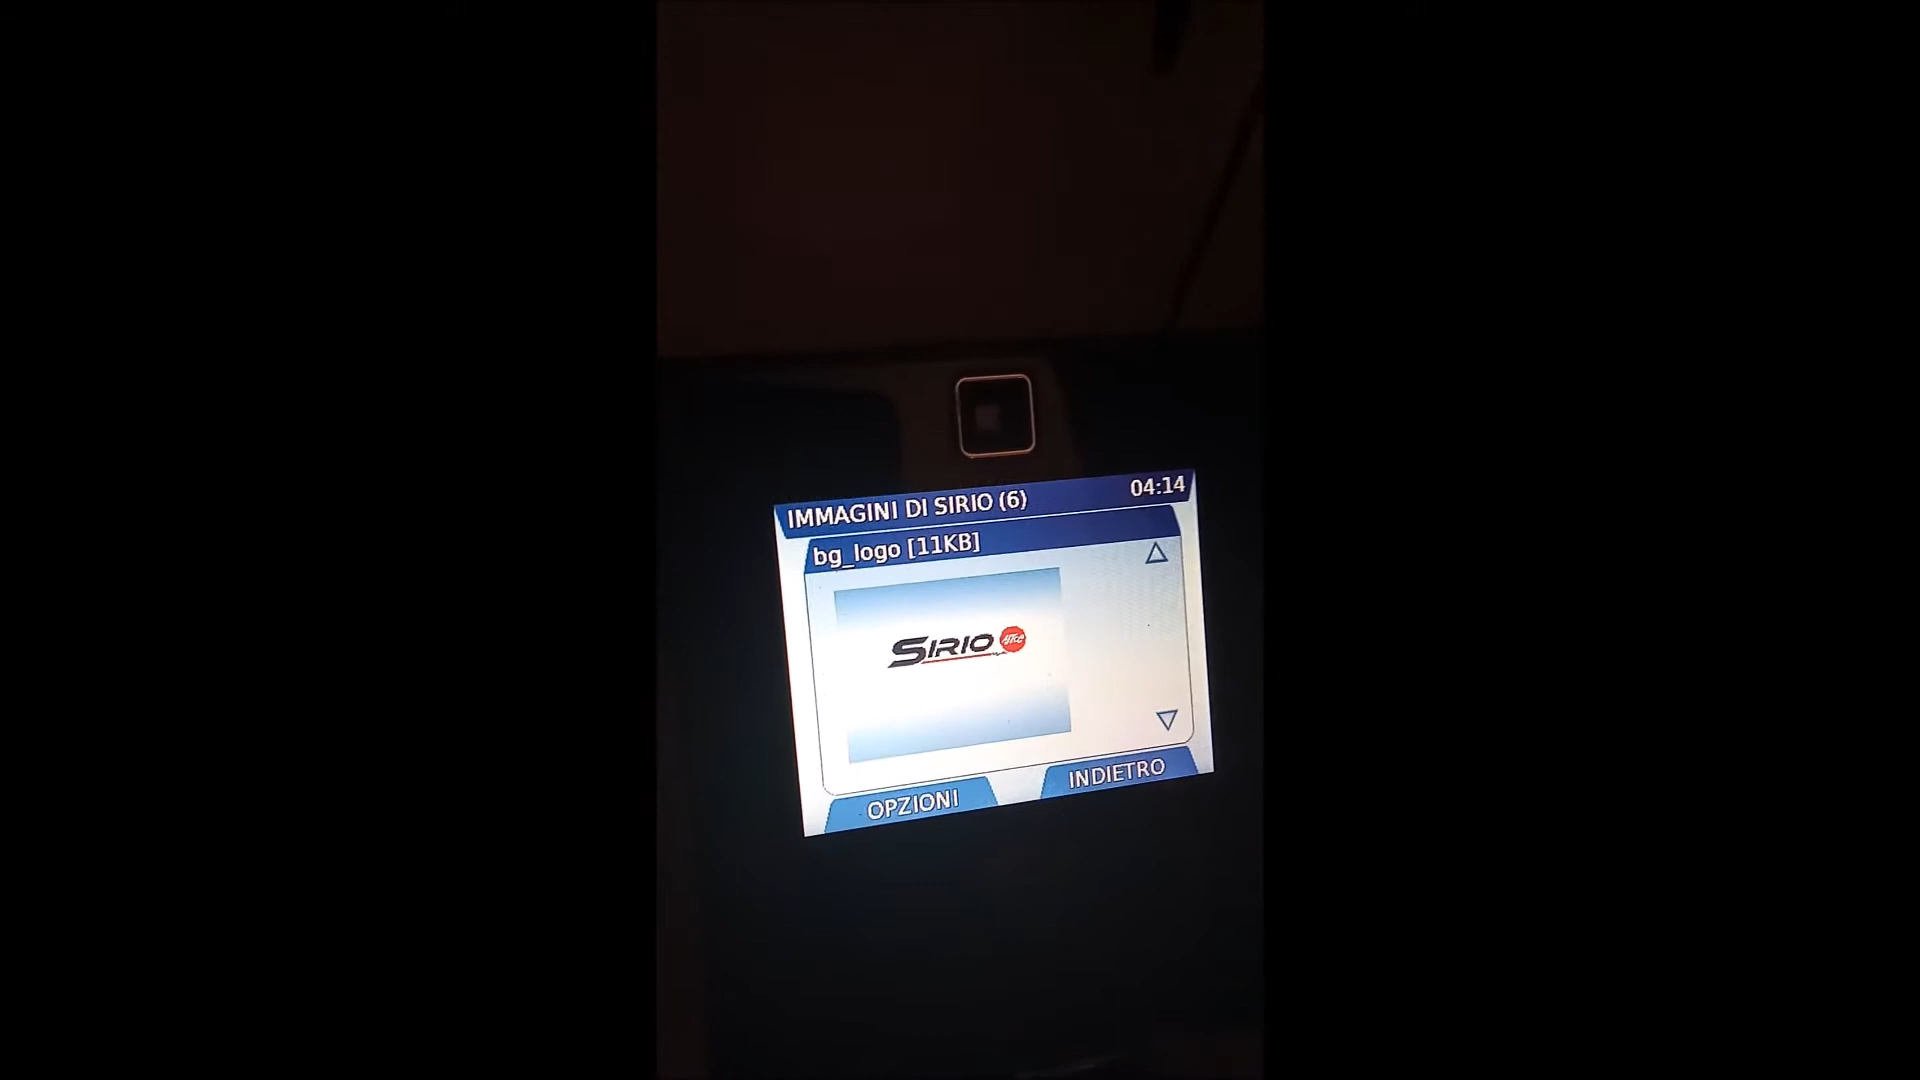 IMMAGINI DI SIRIO (6) 04:14
bg_logo [11KB]
SIRIO
OPZIONI INDIETRO